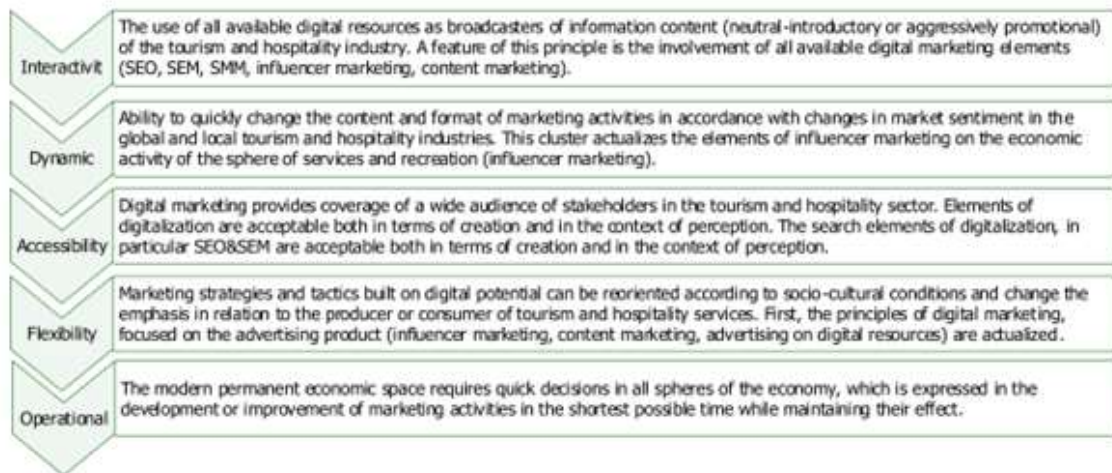 The use of all available digital resources as broadcasters of information content (neutral-introductory or aggressively promotional)
of the tourism and hospitality industry. A feature of this principle is the involvement of all available digital marketing elements
(SEO, SEM, SMM, influencer marketing, content marketing).
Interactivit
Ability to quickly change the content and format of marketing activities in accordance with changes in market sentiment in the
global and local tourism and hospitality industries. This cluster actualizes the elements of influencer marketing on the economic
activity of the sphere of services and recreation (influencer marketing).
Dynamic
Digital marketing provides coverage of a wide audience of stakeholders in the tourism and hospitality sector. Elements of
digitalization are acceptable both in terms of creation and in the context of perception. The search elements of digitalization, in
particular SEO&SEM are acceptable both in terms of creation and in the context of perception.
Accessibility
Marketing strategies and tactics built on digital potential can be reoriented according to socio-cultural conditions and change the
emphasis in relation to the producer or consumer of tourism and hospitality services. First, the principles of digital marketing,
focused on the advertising product (influencer marketing, content marketing, advertising on digital resources) are actualized.
Flexibility
The modern permanent economic space requires quick decisions in all spheres of the economy, which is expressed in the
development or improvement of marketing activities in the shortest possible time while maintaining their effect.
Operational